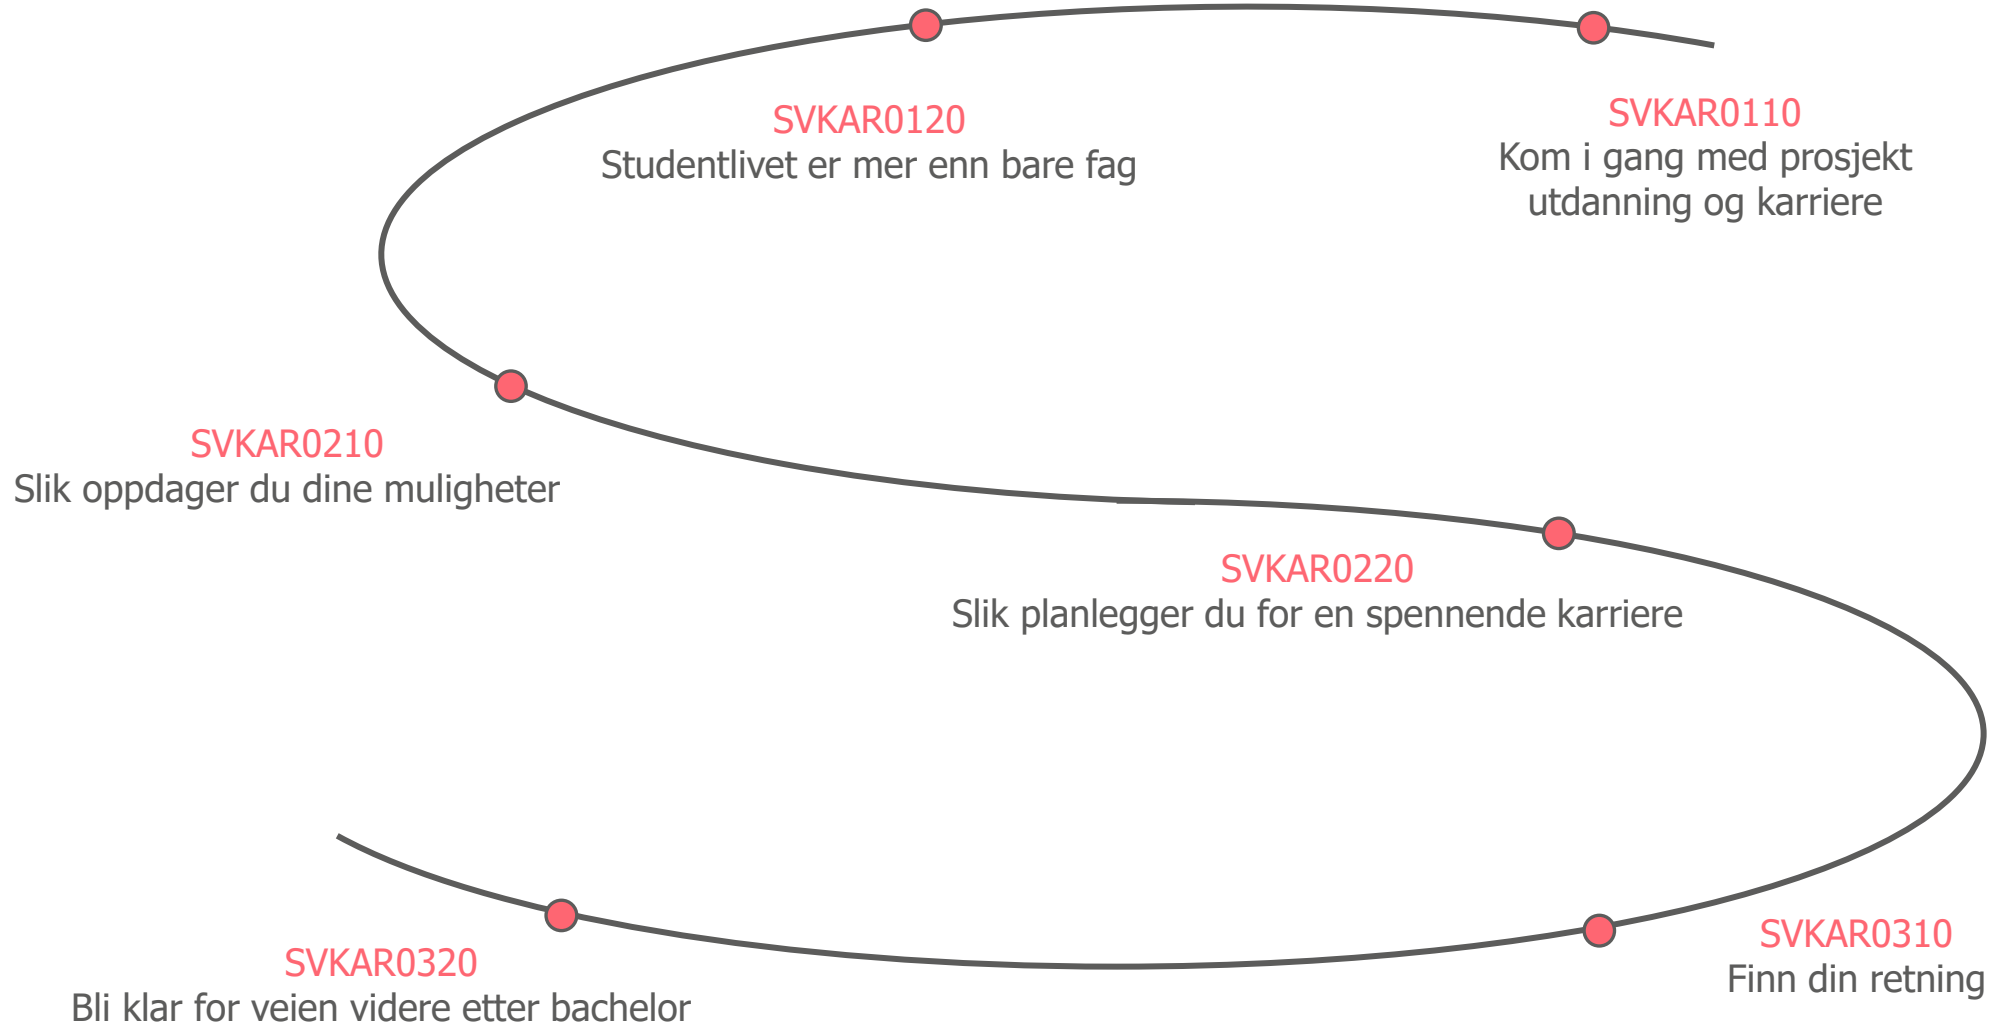 SVKAR0110
Kom i gang med prosjekt
utdanning og karriere
SVKAR0120
Studentlivet er mer enn bare fag
SVKAR0210
Slik oppdager du dine muligheter
SVKAR0220
Slik planlegger du for en spennende karriere
SVKAR0310
Finn din retning
SVKAR0320
Bli klar for veien videre etter bachelor